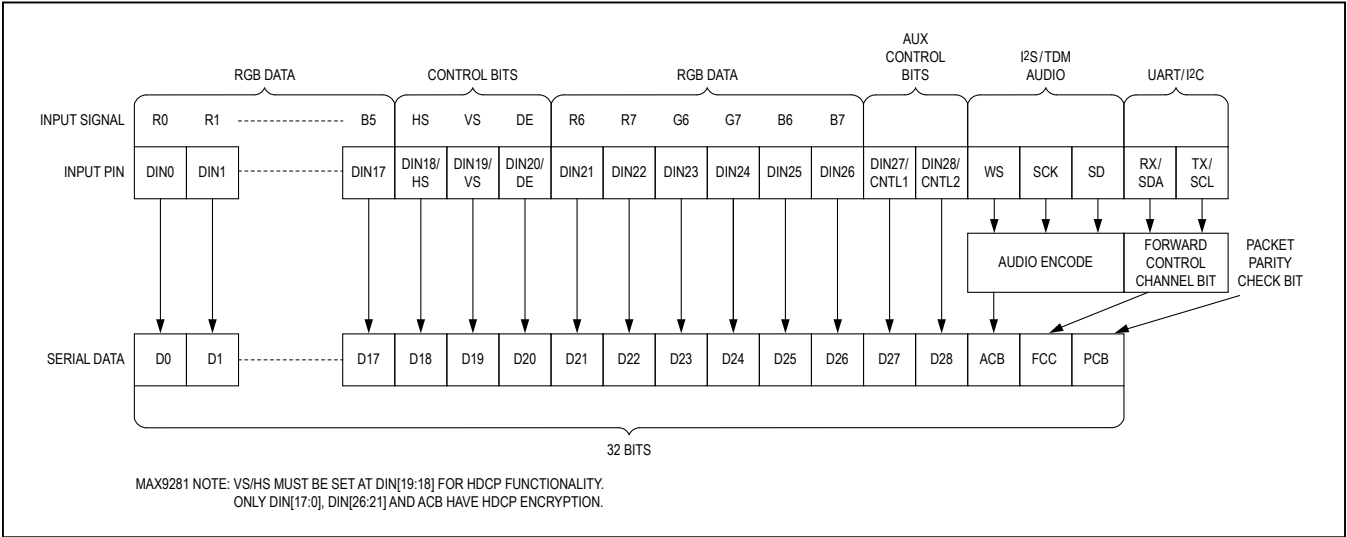 RGB DATA
CONTROL BITS
RGB DATA
AUX
CONTROL
BITS
I2S/TDM
AUDIO
UART/I2C
INPUT SIGNAL R0 R1 B5 HS VS DE R6 R7 G6 G7 B6 B7
INPUT PIN DIN0 DIN1 DIN17 DIN18/ DIN19/ DIN20/ DIN21 DIN22 DIN23 DIN24 DIN25 DIN26 DIN27/ DIN28/ WS SCK SD RX/ TX/
HS VS DE CNTL1 CNTL2 SDA SCL
AUDIO ENCODE
FORWARD
CONTROL
CHANNEL BIT
PACKET
PARITY
CHECK BIT
SERIAL DATA D0 D1 D17 D18 D19 D20 D21 D22 D23 D24 D25 D26 D27 D28 ACB FCC PCB
32 BITS
MAX9281 NOTE: VS/HS MUST BE SET AT DIN[19:18] FOR HDCP FUNCTIONALITY.
ONLY DIN[17:0], DIN[26:21] AND ACB HAVE HDCP ENCRYPTION.